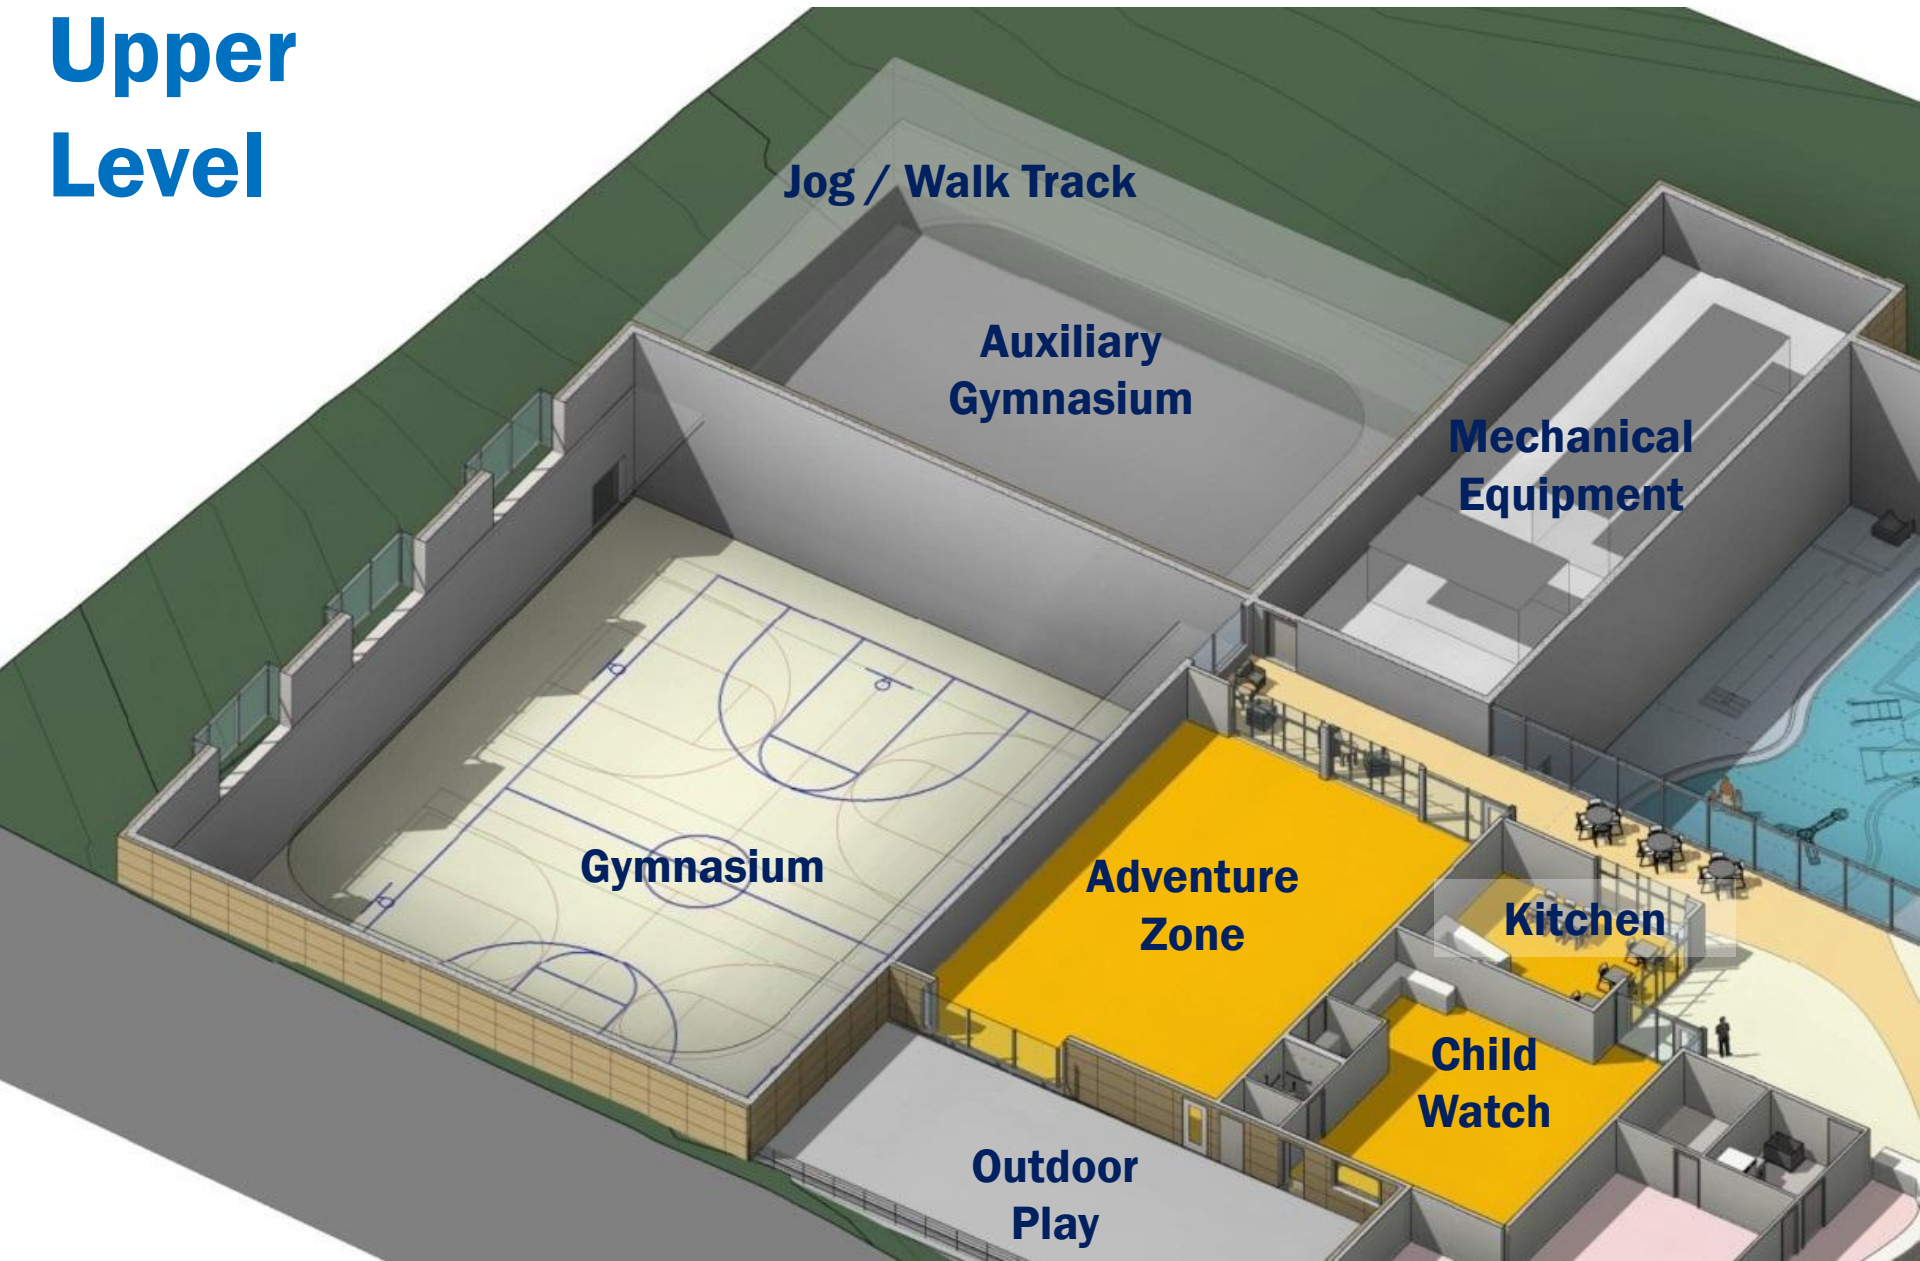 Upper
Level
Jog / Walk Track
Auxiliary
Gymnasium
Mechanical
Equipment
Gymnasium
Adventure
Zone
Kitchen
Child
Watch
Outdoor
Play